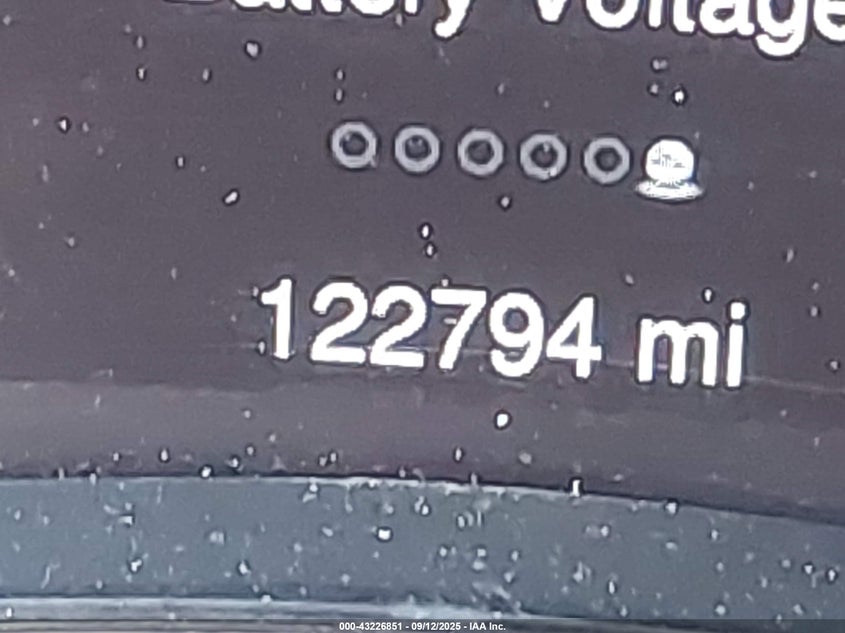 Battery Voltage
122794 mi
000-43226851 - 09/12/2025 - IAA Inc.